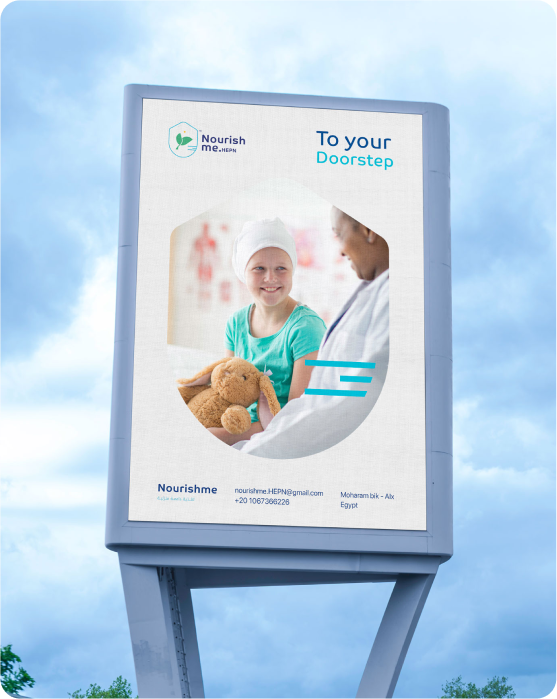 Nourish
me.HEPN
To your
Doorstep
Nourishme
nourishme.HEPN@gmail.com
+20 1067366226
Moharam bik - Alx
Egypt